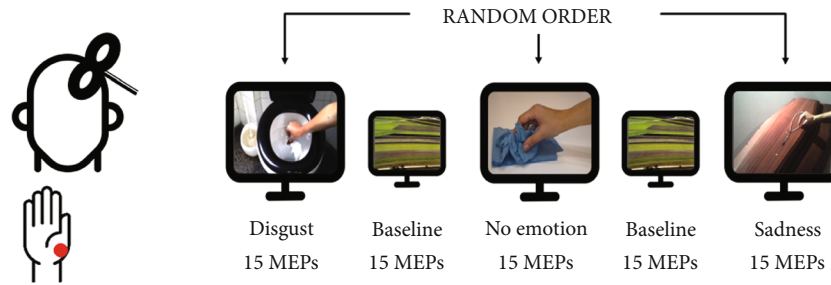 RANDOM ORDER
Disgust Baseline No emotion Baseline Sadness
15 MEPs 15 MEPs 15 MEPs 15 MEPs 15 MEPs